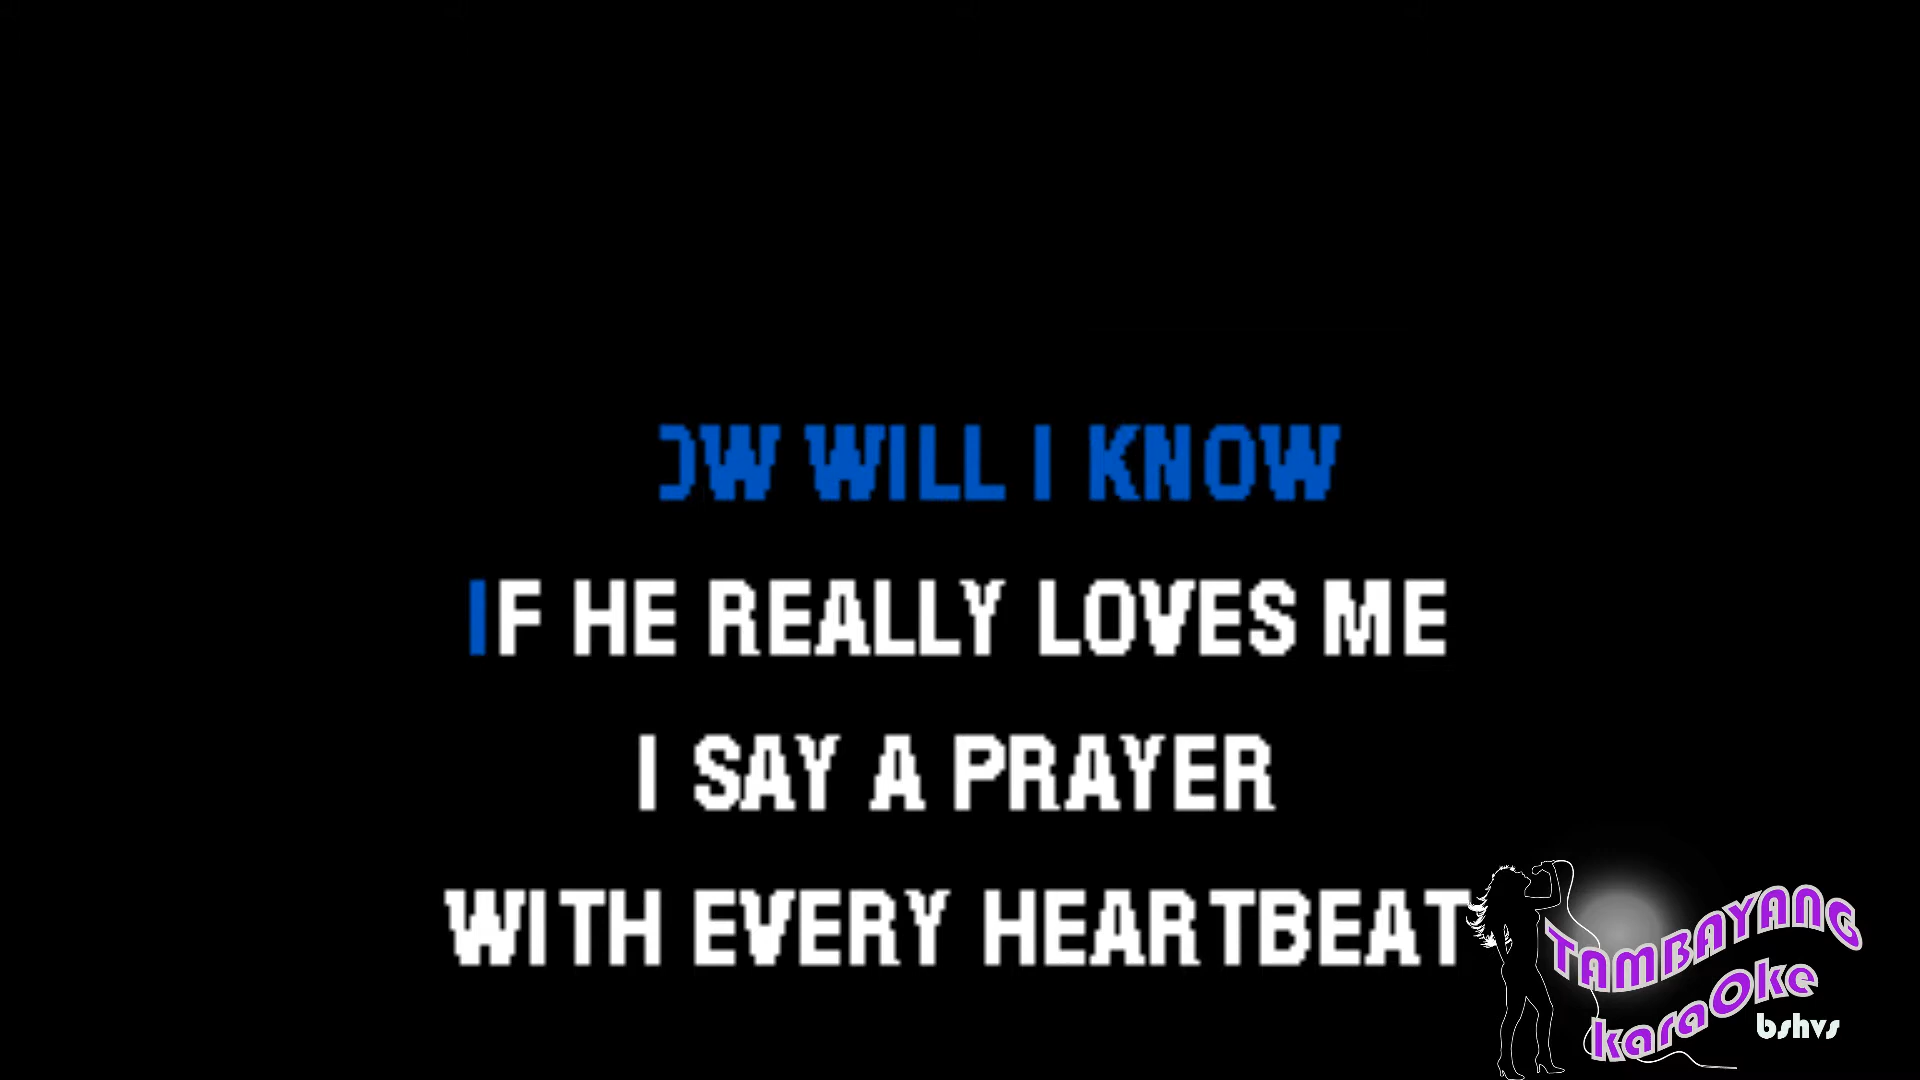 OW WILL I KNOW
IF HE REALLY LOVES ME
I SAY A PRAYER
WITH EVERY HEARTBEAT
TAMBAYANG
karaOke
bshvs